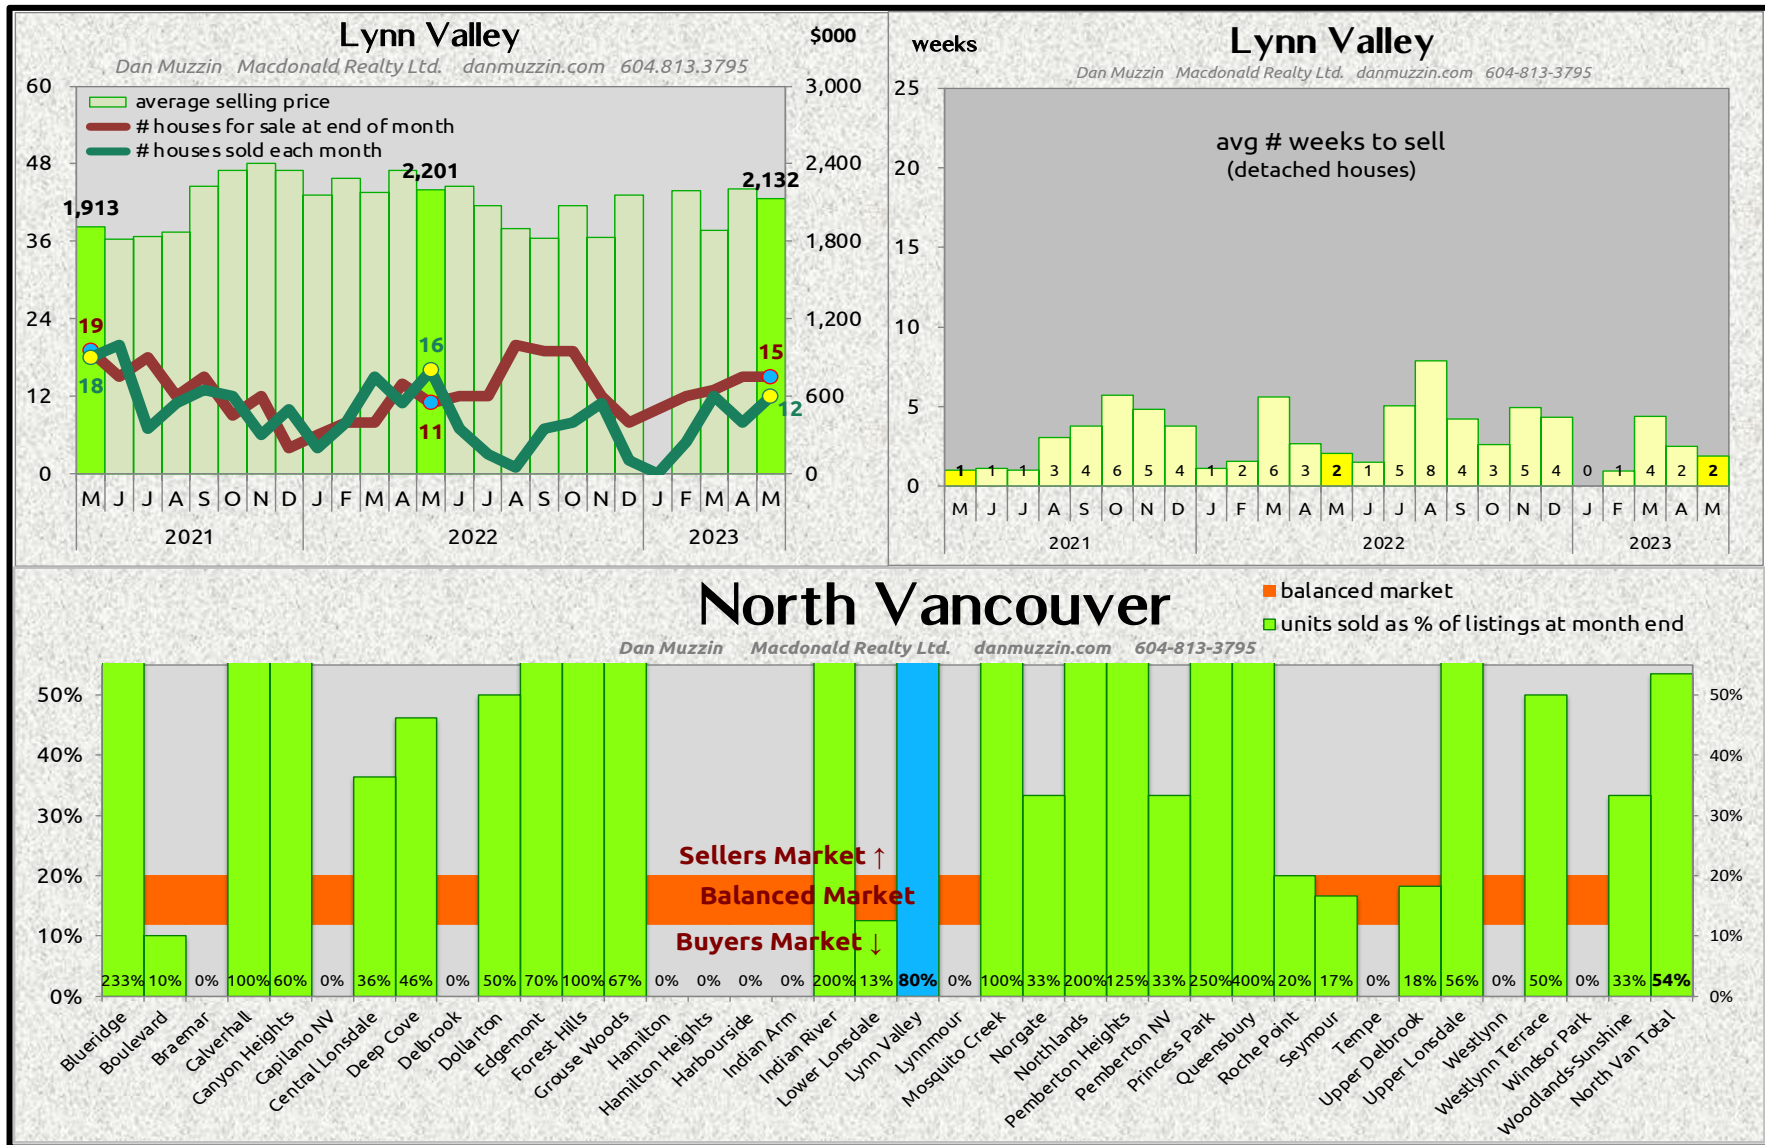 Lynn Valley
$000
Dan Muzzin Macdonald Realty Ltd. danmuzzin.com 604.813.3795
60
3,000
average selling price
# houses for sale at end of month
# houses sold each month
48
2,400
2,201
2,132
1,913
36
1,800
24
1,200
19
16
15
18
12
600
11
12
0
0
M J J A S O N D J F M A M J J A S O N D J F M A M
2021 2022 2023
weeks
Lynn Valley
Dan Muzzin Macdonald Realty Ltd. danmuzzin.com 604-813-3795
25
avg # weeks to sell
(detached houses)
20
15
10
5
0
1 1 1 3 4 6 5 4 1 2 6 3 2 1 5 8 4 3 5 4 0 1 4 2 2
M J J A S O N D J F M A M J J A S O N D J F M A M
2021 2022 2023
North Vancouver
balanced market
units sold as % of listings at month end
Dan Muzzin Macdonald Realty Ltd. danmuzzin.com 604-813-3795
50% 50%
40% 40%
30% 30%
Sellers Market ↑
20% 20%
Balanced Market
Buyers Market ↓
10% 10%
233% 10% 0% 100% 60% 0% 36% 46% 0% 50% 70% 100% 67% 0% 0% 0% 0% 200% 13% 80% 0% 100% 33% 200% 125% 33% 250% 400% 20% 17% 0% 18% 56% 0% 50% 0% 33% 54%
0% 0%
Blueridge
Boulevard
Braemar
Calverhall
Canyon Heights
Capilano NV
Central Lonsdale
Deep Cove
Delbrook
Dollarton
Edgemont
Forest Hills
Grouse Woods
Hamilton
Hamilton Heights
Harbourside
Indian Arm
Indian River
Lower Lonsdale
Lynn Valley
Lynnmour
Mosquito Creek
Norgate
Northlands
Pemberton Heights
Pemberton NV
Princess Park
Queensbury
Roche Point
Seymour
Tempe
Upper Delbrook
Upper Lonsdale
Westlynn
Westlynn Terrace
Windsor Park
Woodlands-Sunshine
North Van Total